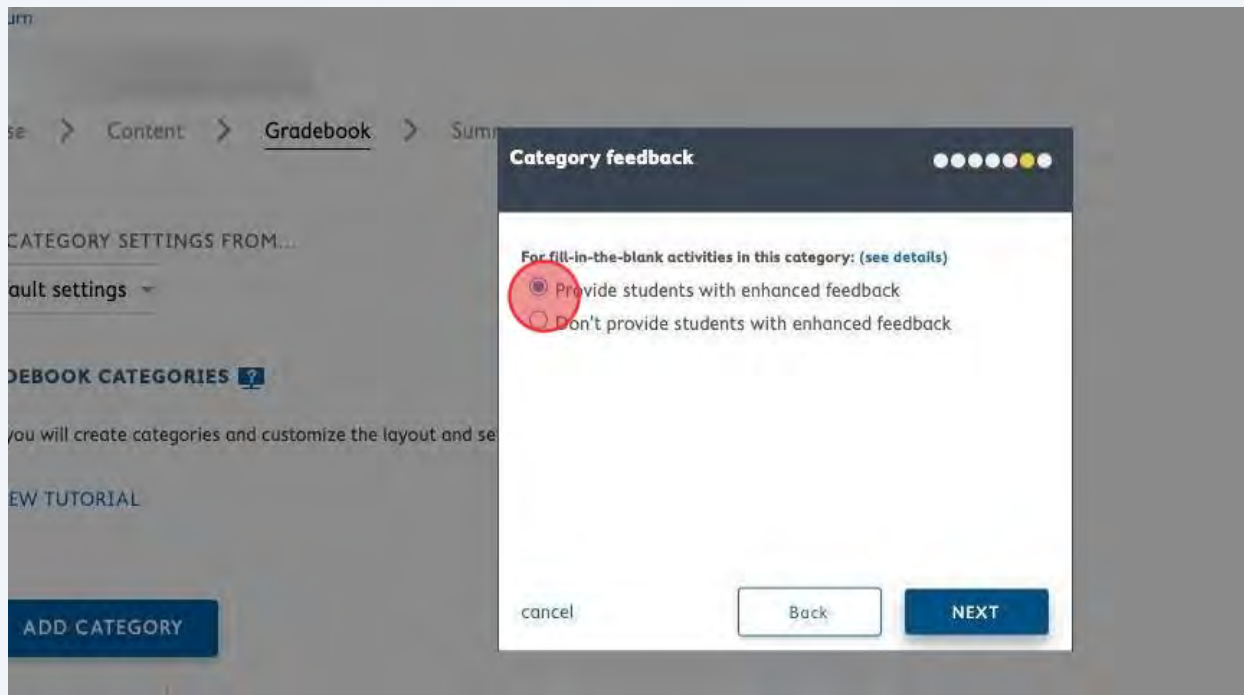 urn
se > Content > Gradebook > Summ
Category feedback
CATEGORY SETTINGS FROM...
ault settings
For fill-in-the-blank activities in this category: (see details)
Provide students with enhanced feedback
Don't provide students with enhanced feedback
DEBOOK CATEGORIES ?
you will create categories and customize the layout and se
EW TUTORIAL
cancel
Back
NEXT
ADD CATEGORY